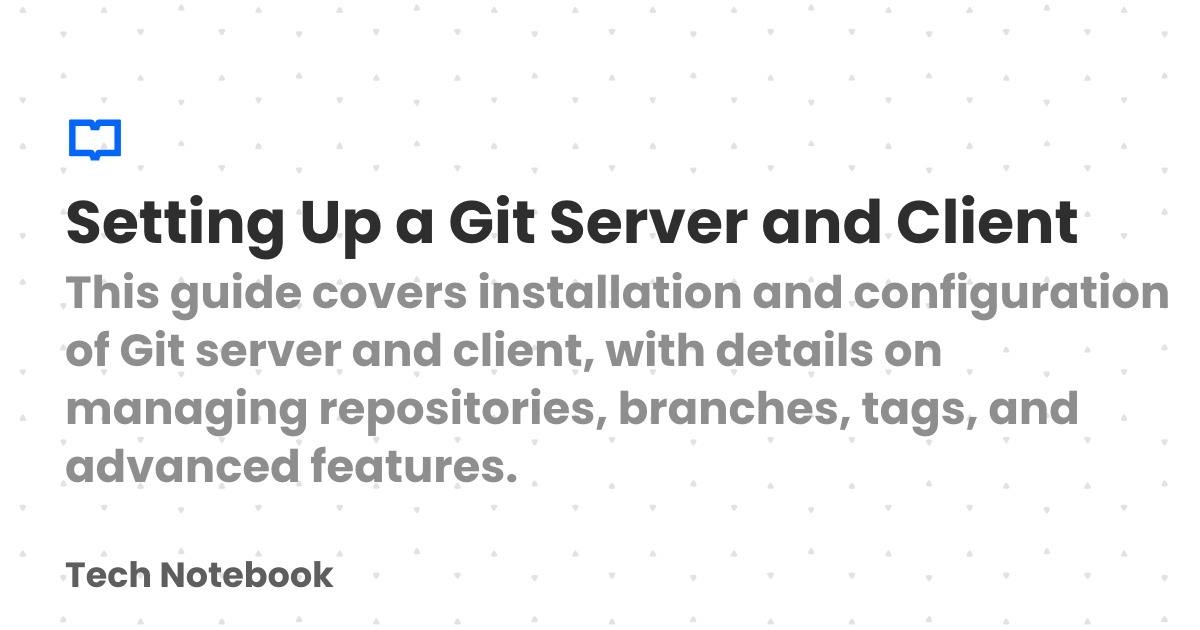 Setting Up a Git Server and Client
This guide covers installation and configuration
of Git server and client, with details on
managing repositories, branches, tags, and
advanced features.
Tech Notebook